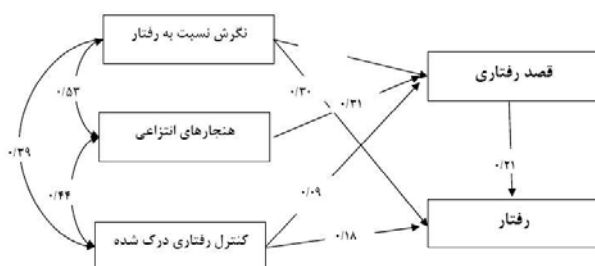 نگرش نسبت به رفتار
قصد رفتاری
۰/۵۳
۰/۳۰
۰/۳۱
هنجارهای انتزاعی
۰/۳۹
۰/۲۱
۰/۴۴
۰/۰۹
رفتار
کنترل رفتاری درک شده
۰/۱۸